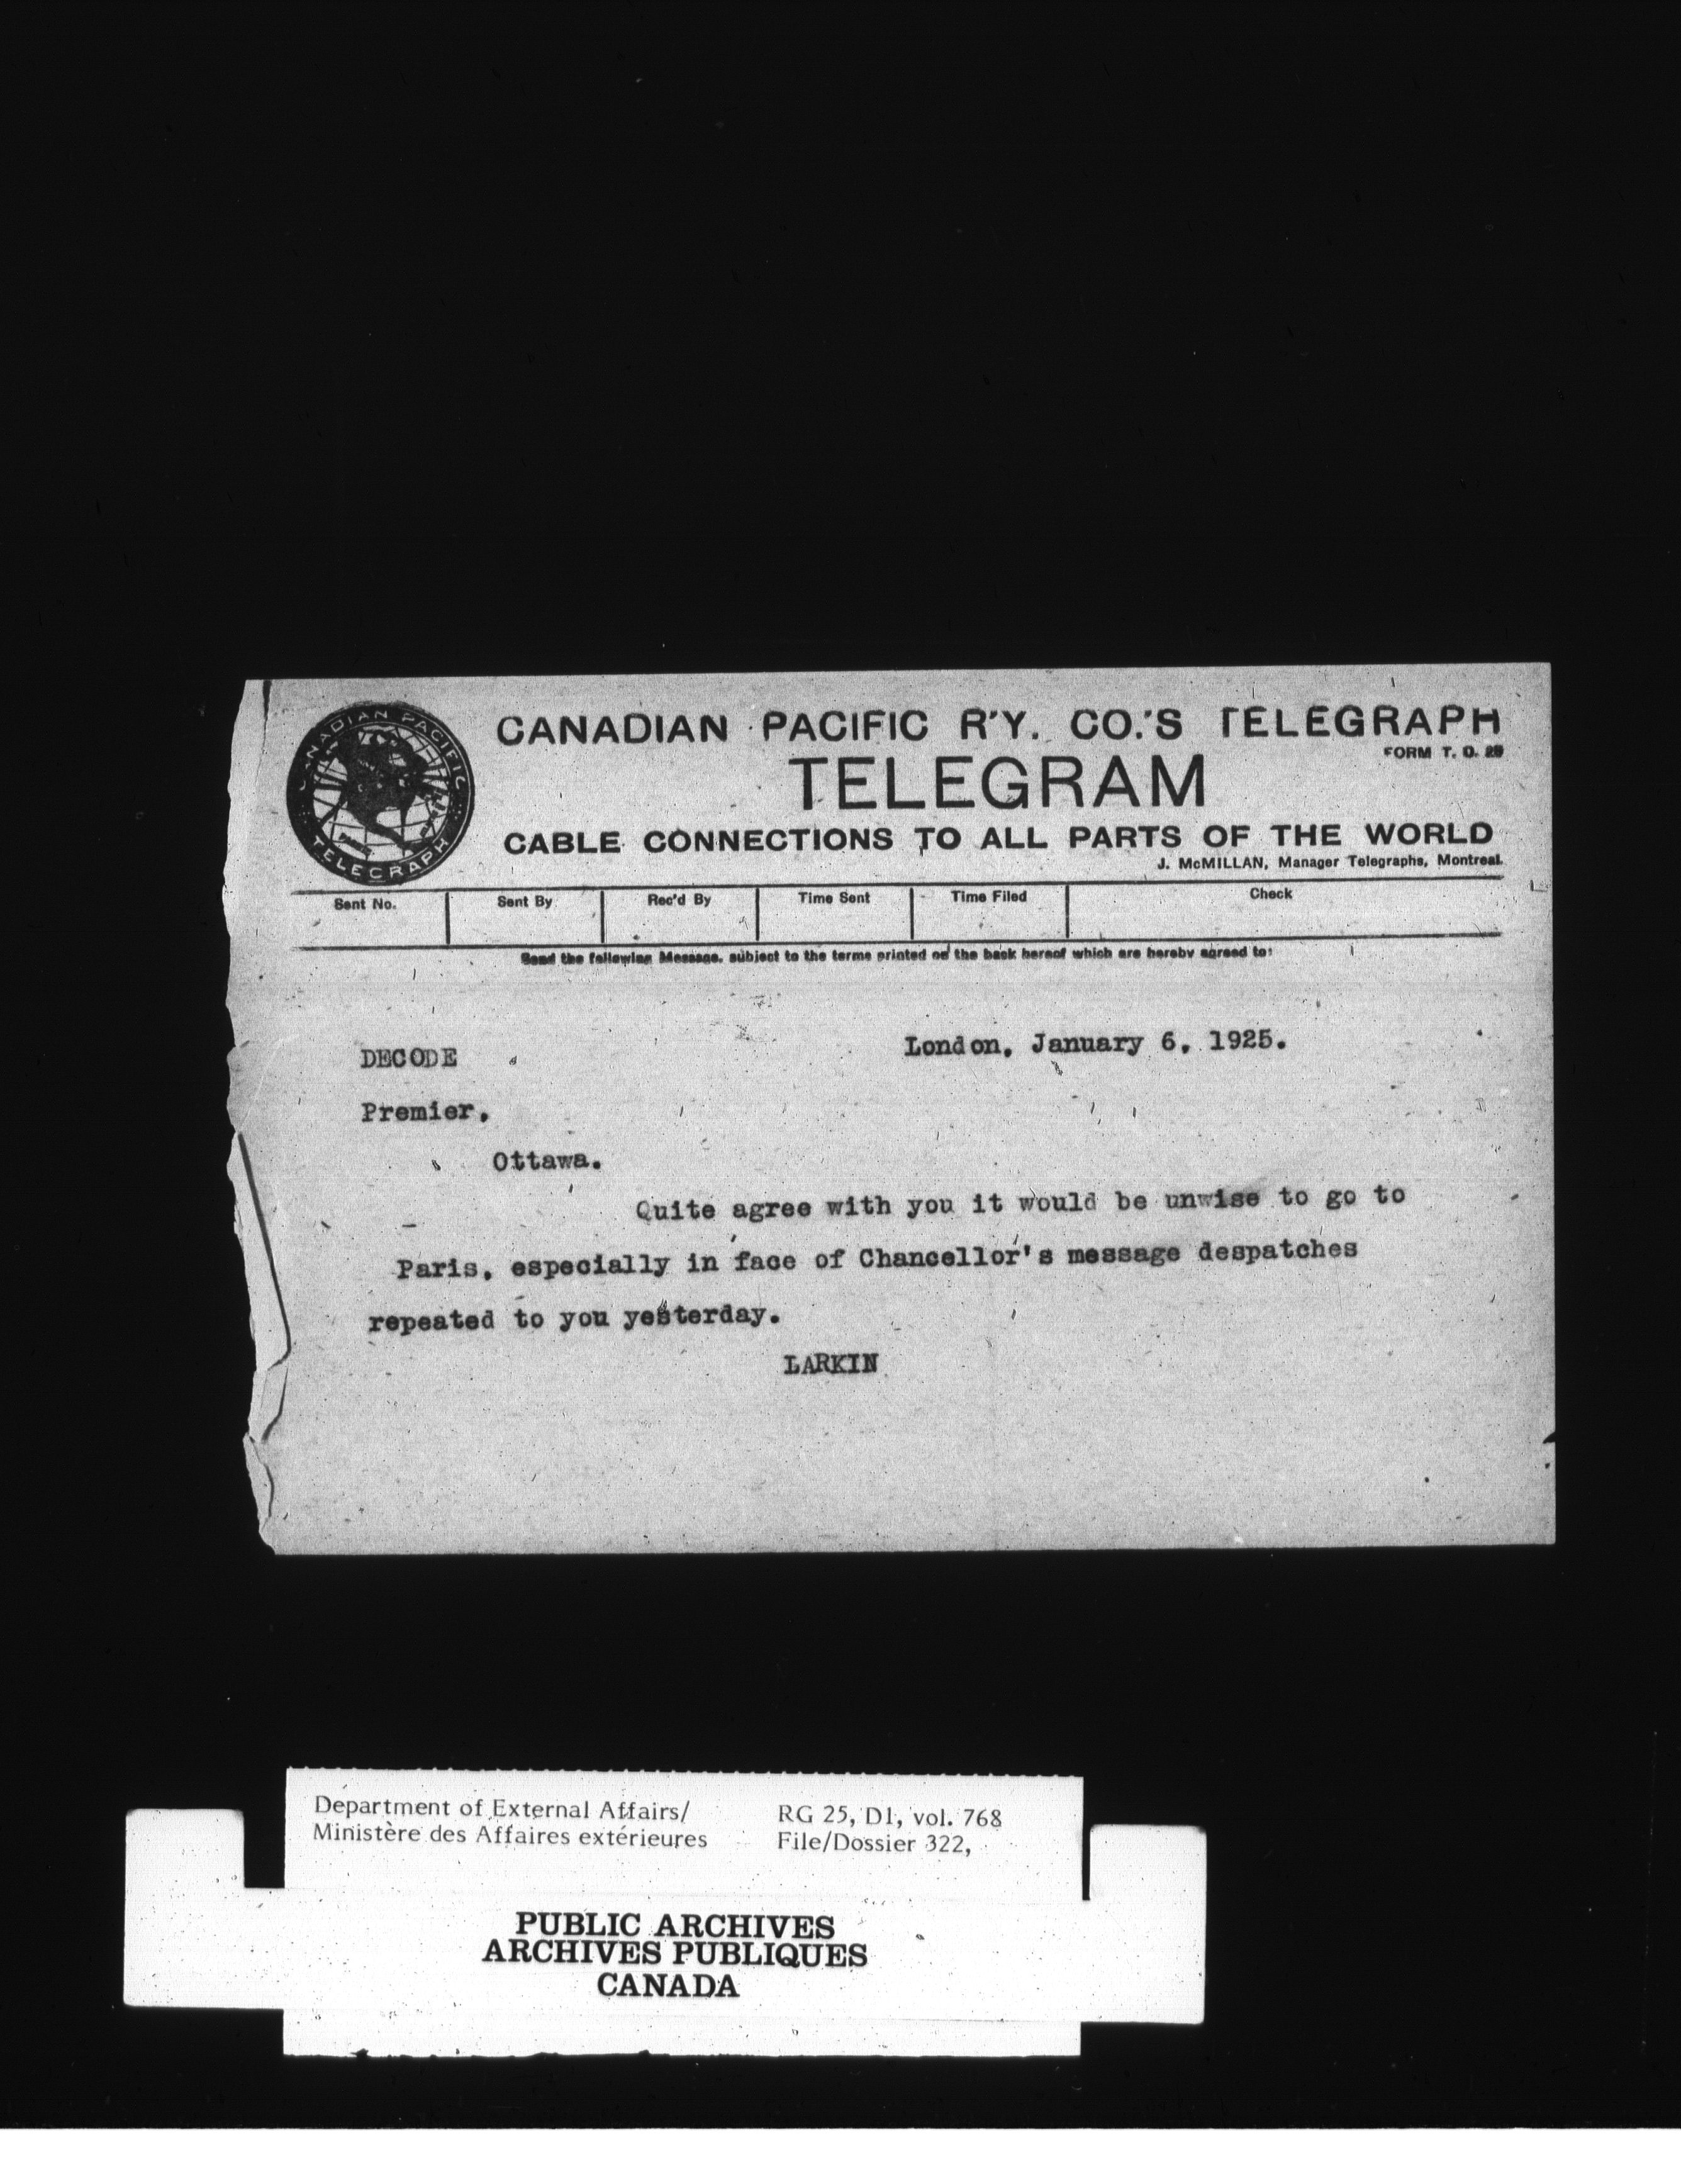 CANADIAN PACIFIC
TELEGRAPH
CANADIAN PACIFIC R'Y. CO.'S TELEGRAPH
FORM T. O. 29
TELEGRAM
CABLE CONNECTIONS TO ALL PARTS OF THE WORLD
J. McMILLAN, Manager Telegraphs, Montreal.
Sent No. Sent By Rec'd By Time Sent Time Filed Check
Send the following Message, subject to the terms printed on the back hereof which are hereby agreed to:
DECODE London, January 6, 1925.
Premier,
Ottawa.
Quite agree with you it would be unwise to go to
Paris, especially in face of Chancellor's message despatches
repeated to you yesterday.
LARKIN
Department of External Affairs/ RG 25, D1, vol. 768
Ministère des Affaires extérieures File/Dossier 322,
PUBLIC ARCHIVES
ARCHIVES PUBLIQUES
CANADA